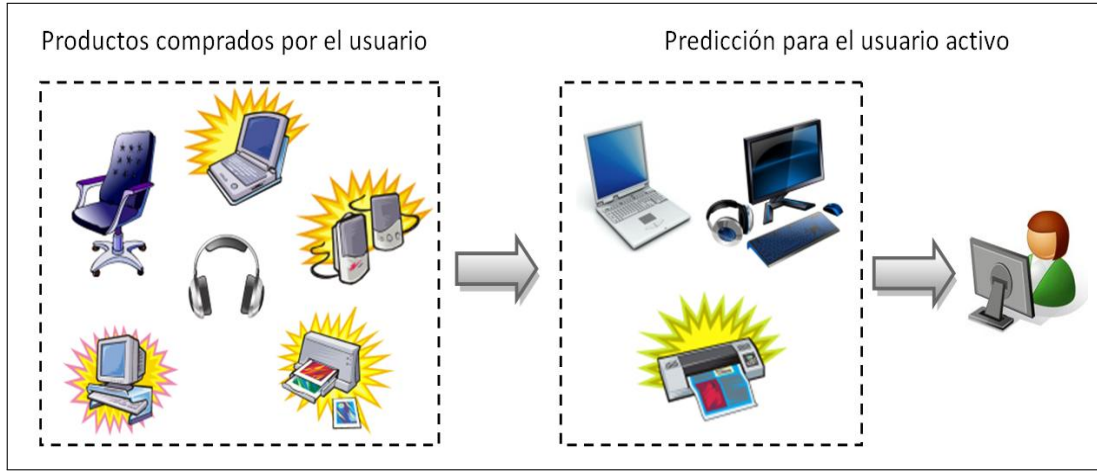 Productos comprados por el usuario
Predicción para el usuario activo